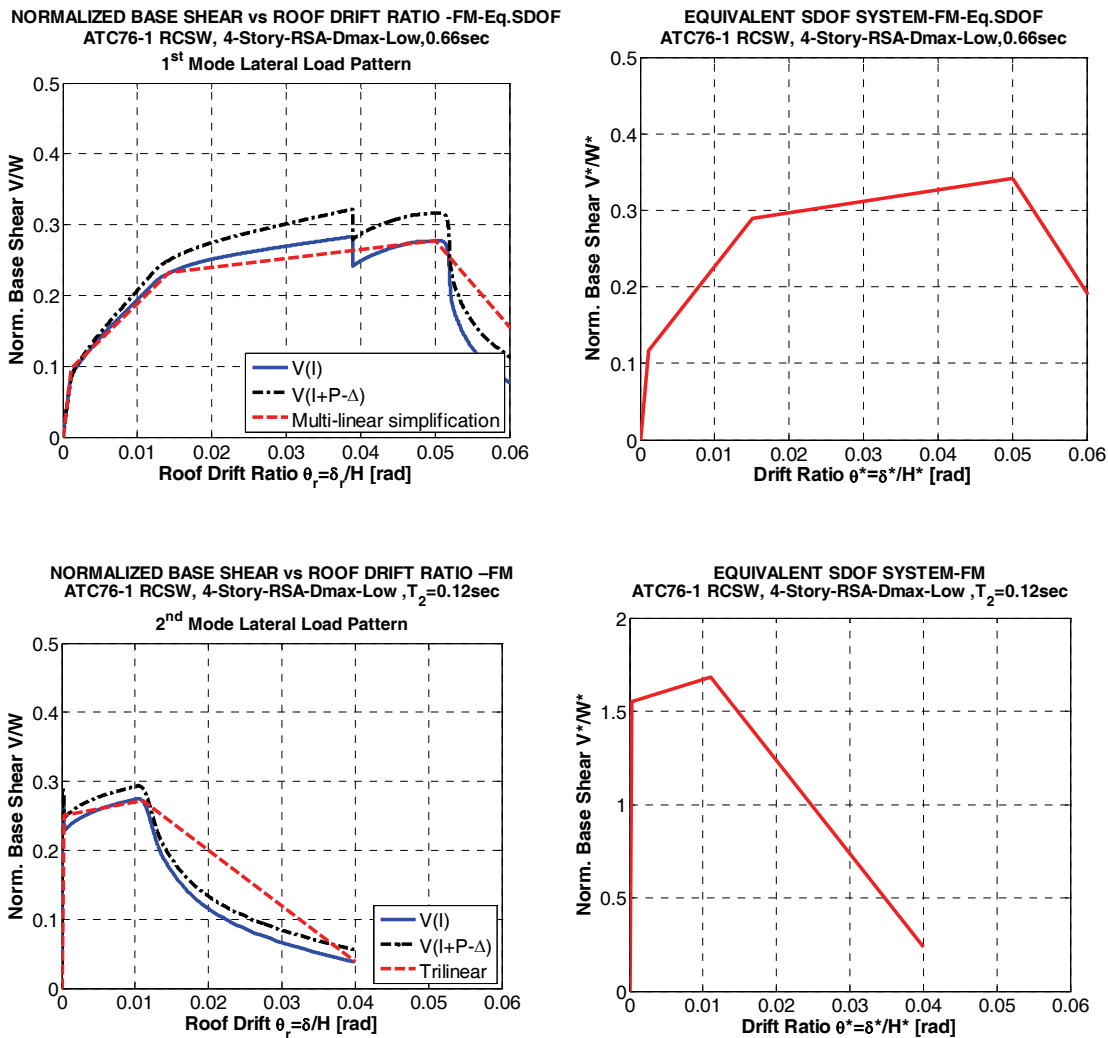 NORMALIZED BASE SHEAR vs ROOF DRIFT RATIO -FM-Eq.SDOF
ATC76-1 RCSW, 4-Story-RSA-Dmax-Low,0.66sec
1st Mode Lateral Load Pattern
0.5
0.4
0.3
0.2
0.1
0
Norm. Base Shear V/W
V(I)
V(I+P-Δ)
Multi-linear simplification
0 0.01 0.02 0.03 0.04 0.05 0.06
Roof Drift Ratio θr=δr/H [rad]
EQUIVALENT SDOF SYSTEM-FM-Eq.SDOF
ATC76-1 RCSW, 4-Story-RSA-Dmax-Low,0.66sec
0.5
0.4
0.3
0.2
0.1
0
Norm. Base Shear V*/W*
0 0.01 0.02 0.03 0.04 0.05 0.06
Drift Ratio θ*=δ*/H* [rad]
NORMALIZED BASE SHEAR vs ROOF DRIFT RATIO –FM
ATC76-1 RCSW, 4-Story-RSA-Dmax-Low ,T2=0.12sec
2nd Mode Lateral Load Pattern
0.5
0.4
0.3
0.2
0.1
0
Norm. Base Shear V/W
V(I)
V(I+P-Δ)
Trilinear
0 0.01 0.02 0.03 0.04 0.05 0.06
Roof Drift θr=δ/H [rad]
EQUIVALENT SDOF SYSTEM-FM
ATC76-1 RCSW, 4-Story-RSA-Dmax-Low ,T2=0.12sec
2
1.5
1
0.5
0
Norm. Base Shear V*/W*
0 0.01 0.02 0.03 0.04 0.05 0.06
Drift Ratio θ*=δ*/H* [rad]